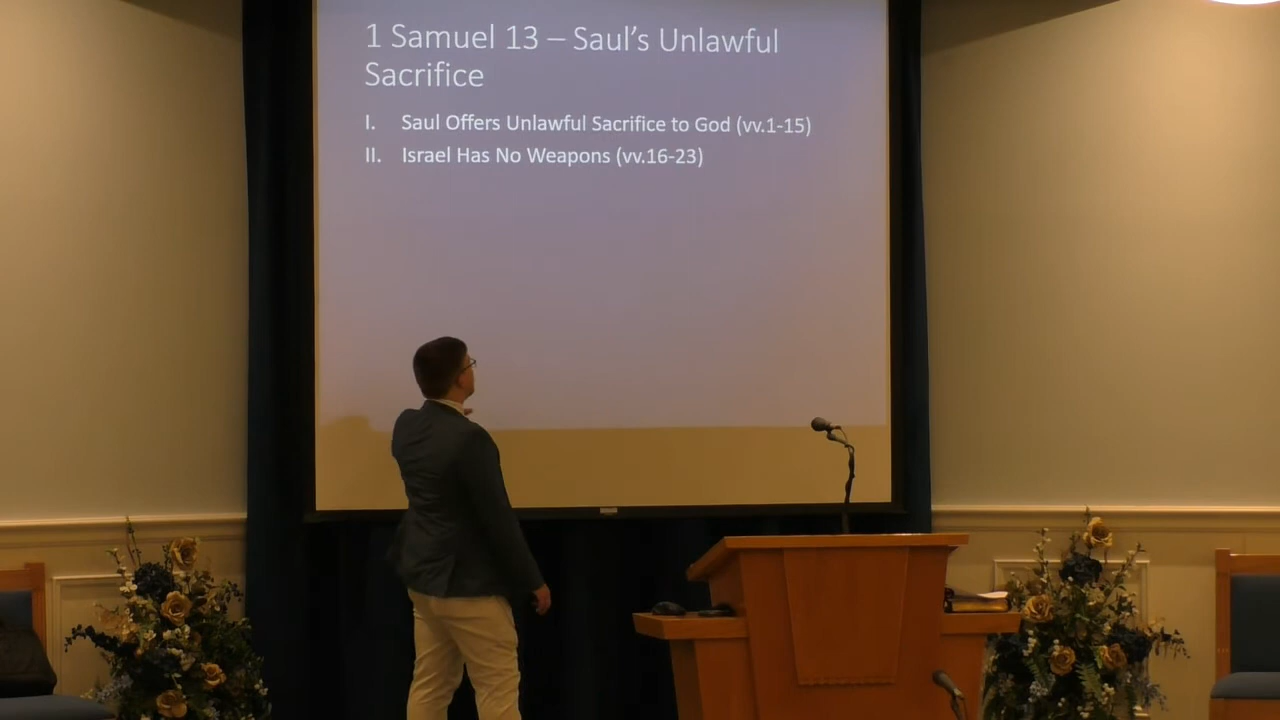 1 Samuel 13 – Saul's Unlawful
Sacrifice
I. Saul Offers Unlawful Sacrifice to God (vv.1-15)
II. Israel Has No Weapons (vv.16-23)